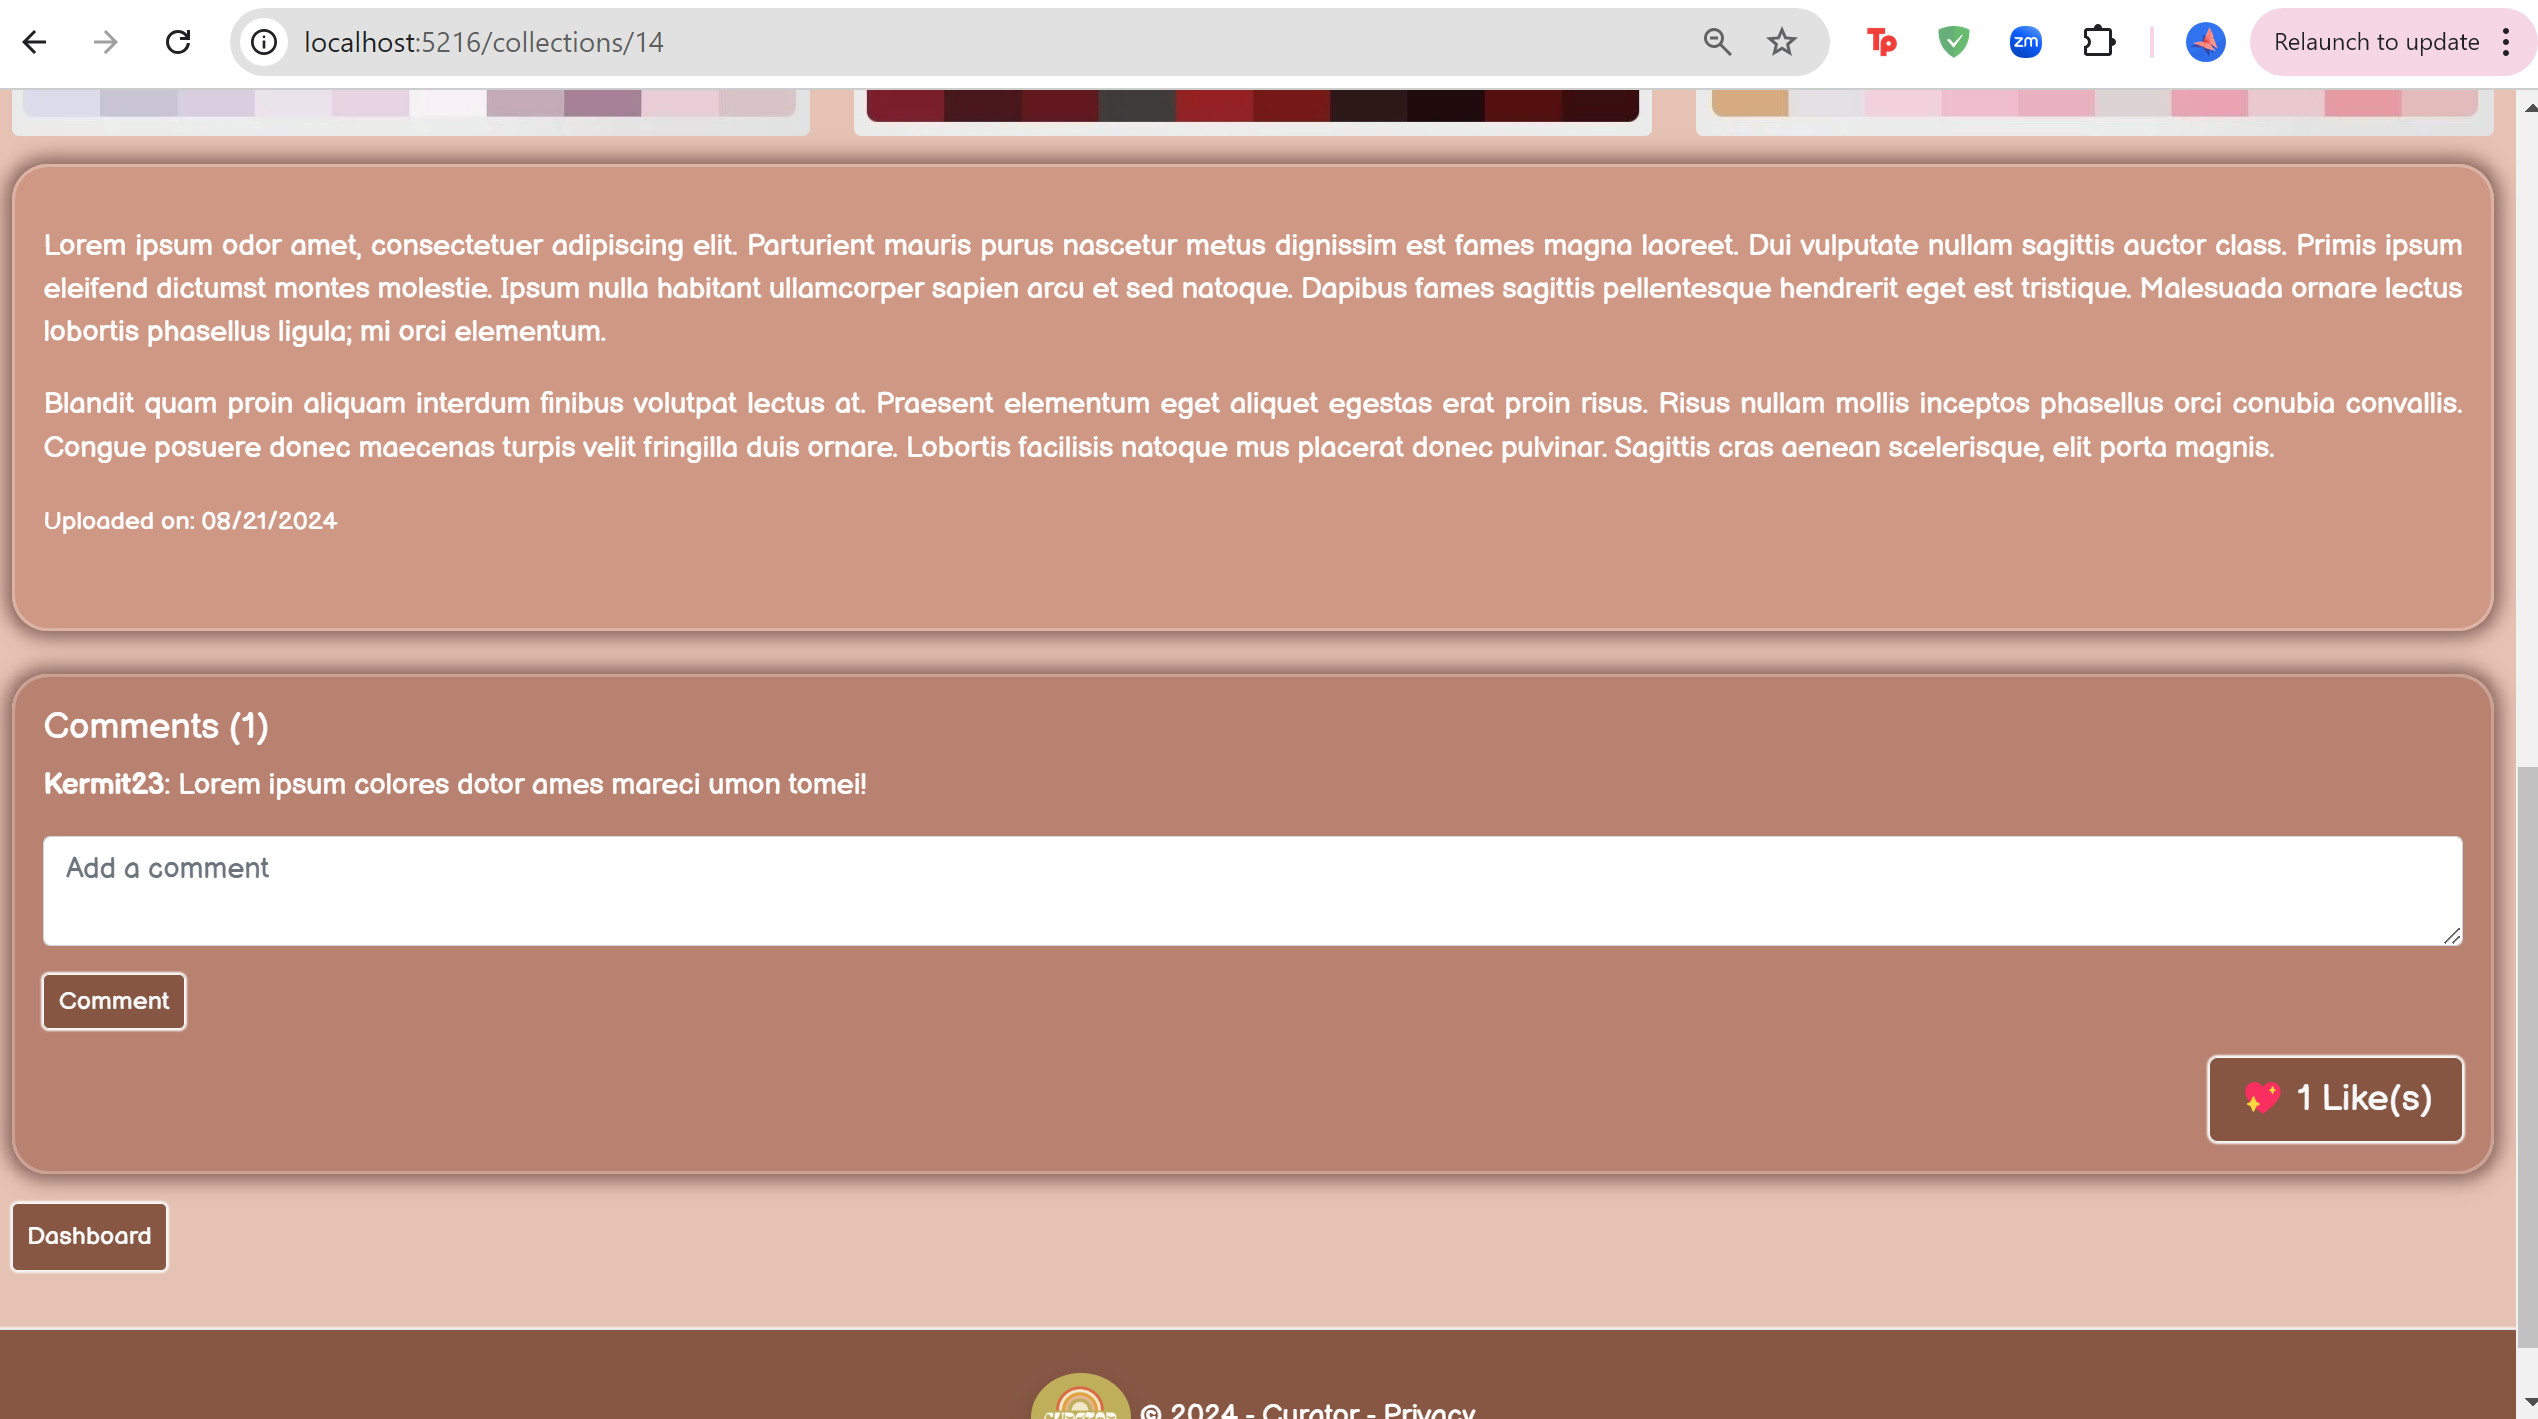 localhost:5216/collections/14
Tp
zm
Relaunch to update
Lorem ipsum odor amet, consectetuer adipiscing elit. Parturient mauris purus nascetur metus dignissim est fames magna laoreet. Dui vulputate nullam sagittis auctor class. Primis ipsum
eleifend dictumst montes molestie. Ipsum nulla habitant ullamcorper sapien arcu et sed natoque. Dapibus fames sagittis pellentesque hendrerit eget est tristique. Malesuada ornare lectus
lobortis phasellus ligula; mi orci elementum.
Blandit quam proin aliquam interdum finibus volutpat lectus at. Praesent elementum eget aliquet egestas erat proin risus. Risus nullam mollis inceptos phasellus orci conubia convallis.
Congue posuere donec maecenas turpis velit fringilla duis ornare. Lobortis facilisis natoque mus placerat donec pulvinar. Sagittis cras aenean scelerisque, elit porta magnis.
Uploaded on: 08/21/2024
Comments (1)
Kermit23: Lorem ipsum colores dotor ames mareci umon tomei!
Add a comment
Comment
💖 1 Like(s)
Dashboard
© 2024 - Curator - Privacy